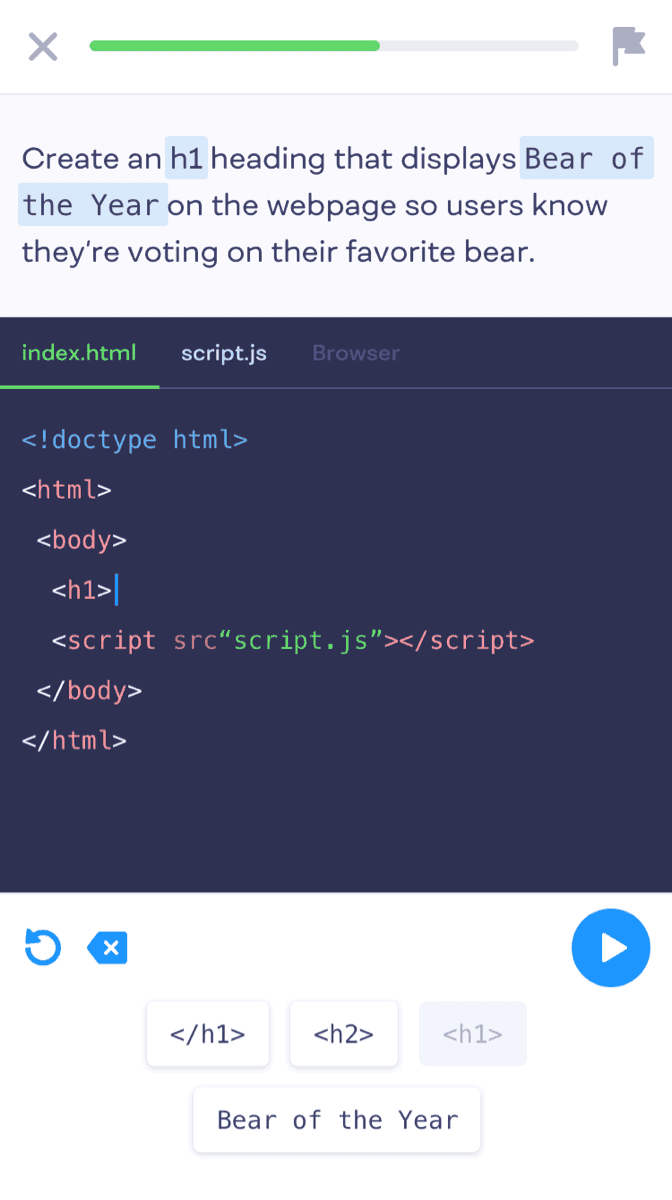 Create an h1 heading that displays Bear of
the Year on the webpage so users know
they're voting on their favorite bear.
index.html script.js Browser
<!doctype html>
<html>
<body>
<h1>
<script src“script.js”></script>
</body>
</html>
</h1> <h2> <h1>
Bear of the Year